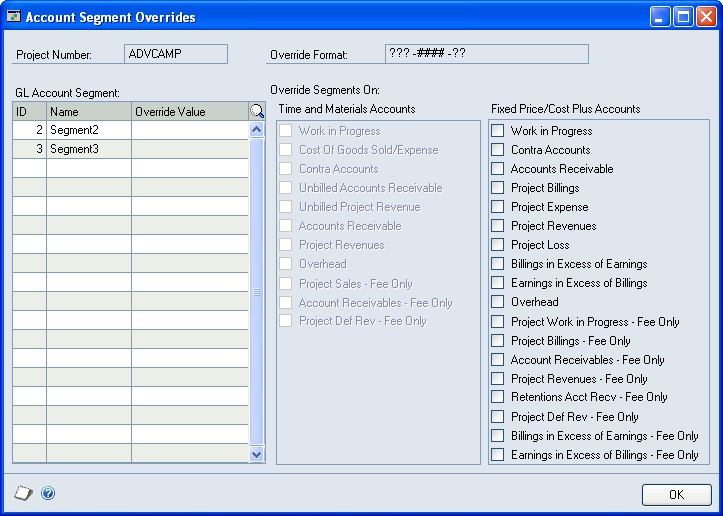 Account Segment Overrides
Project Number: ADVCAMP Override Format: ??? -#### -??
GL Account Segment:
ID Name Override Value
2 Segment2
3 Segment3
Override Segments On:
Time and Materials Accounts
Work in Progress
Cost Of Goods Sold/Expense
Contra Accounts
Unbilled Accounts Receivable
Unbilled Project Revenue
Accounts Receivable
Project Revenues
Overhead
Project Sales - Fee Only
Account Receivables - Fee Only
Project Def Rev - Fee Only
Fixed Price/Cost Plus Accounts
Work in Progress
Contra Accounts
Accounts Receivable
Project Billings
Project Expense
Project Revenues
Project Loss
Billings in Excess of Earnings
Earnings in Excess of Billings
Overhead
Project Work in Progress - Fee Only
Project Billings - Fee Only
Account Receivables - Fee Only
Project Revenues - Fee Only
Retentions Acct Recv - Fee Only
Project Def Rev - Fee Only
Billings in Excess of Earnings - Fee Only
Earnings in Excess of Billings - Fee Only
OK